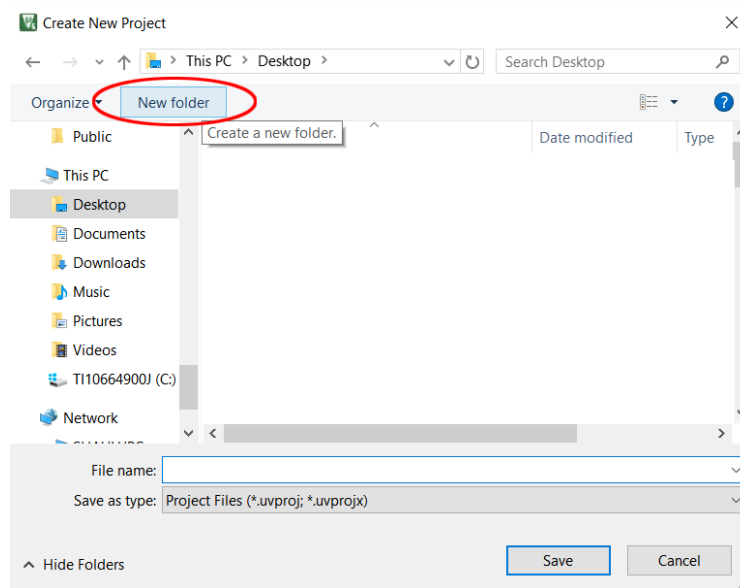 Create New Project
This PC > Desktop >
Search Desktop
Organize
New folder
?
Public
Create a new folder.
Date modified
Type
This PC
Desktop
Documents
Downloads
Music
Pictures
Videos
TI10664900J (C:)
Network
File name:
Save as type: Project Files (*.uvproj; *.uvprojx)
Hide Folders
Save
Cancel